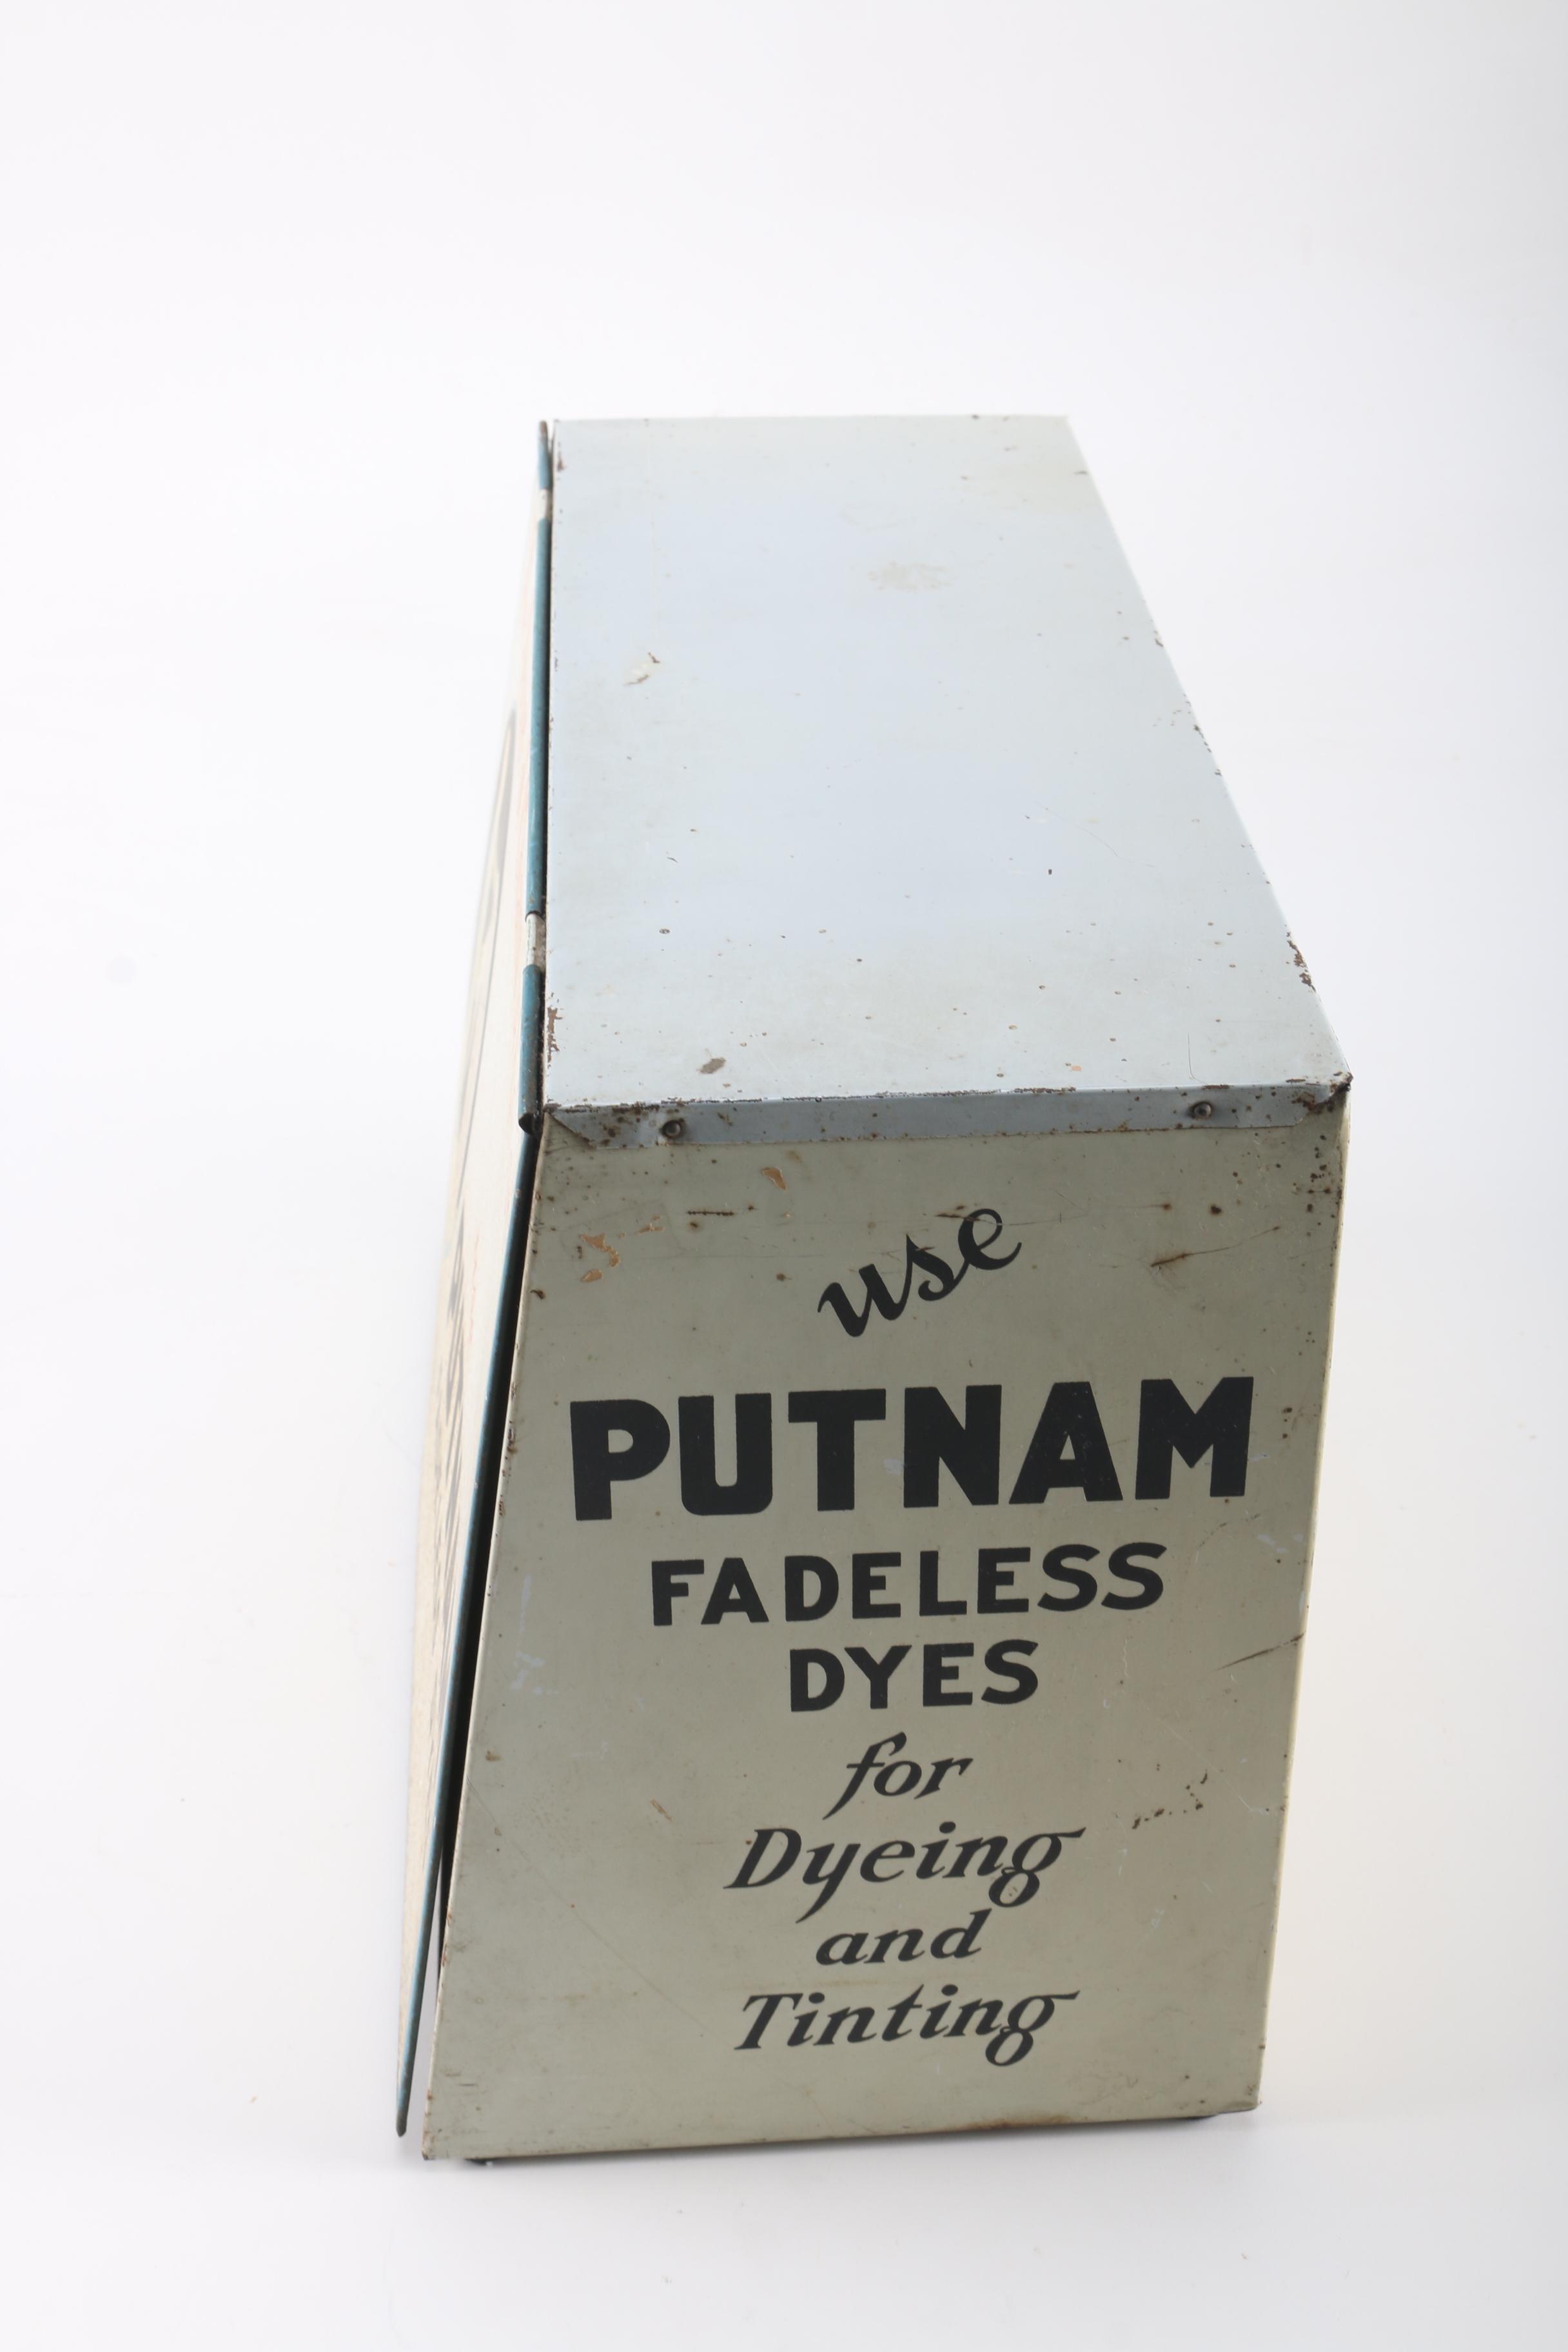 use
PUTNAM
FADELESS
DYES
for
Dyeing
and
Tinting